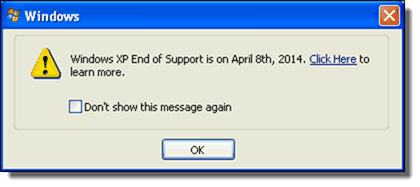 Windows
Windows XP End of Support is on April 8th, 2014. Click Here to
learn more.
Don't show this message again
OK